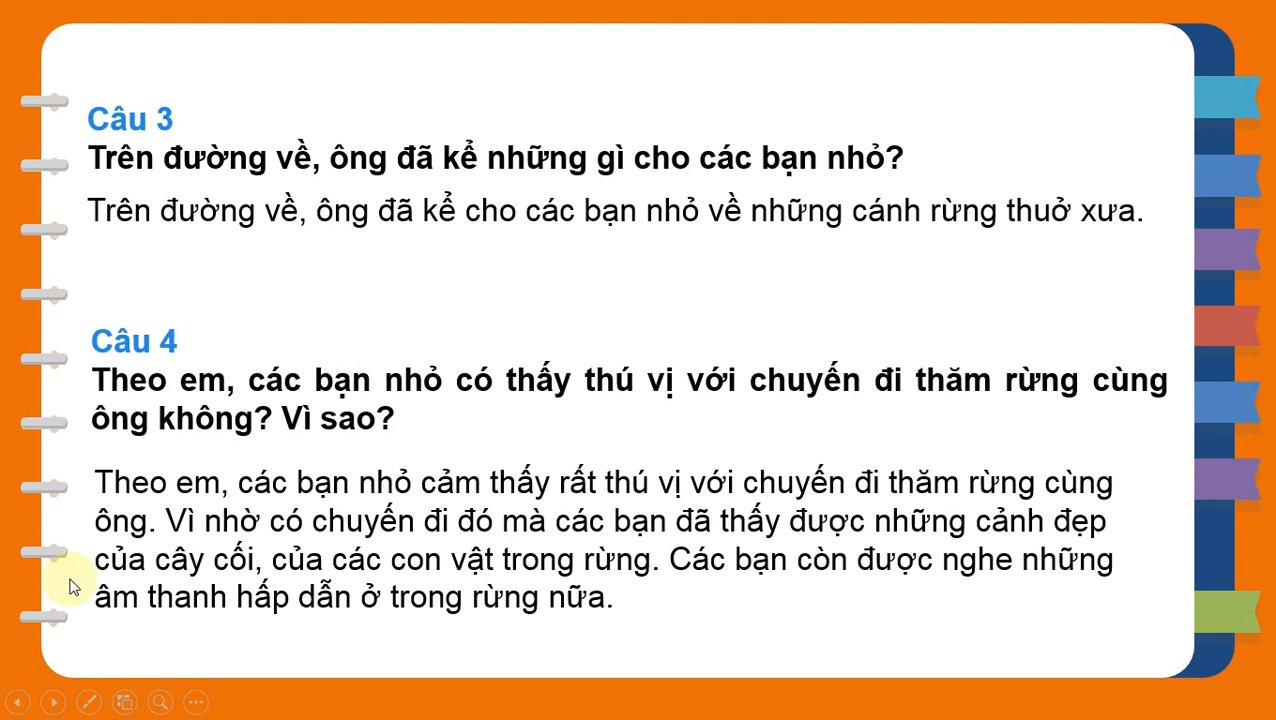 Câu 3
Trên đường về, ông đã kể những gì cho các bạn nhỏ?
Trên đường về, ông đã kể cho các bạn nhỏ về những cánh rừng thuở xưa.
Câu 4
Theo em, các bạn nhỏ có thấy thú vị với chuyến đi thăm rừng cùng
ông không? Vì sao?
Theo em, các bạn nhỏ cảm thấy rất thú vị với chuyến đi thăm rừng cùng
ông. Vì nhờ có chuyến đi đó mà các bạn đã thấy được những cảnh đẹp
của cây cối, của các con vật trong rừng. Các bạn còn được nghe những
âm thanh hấp dẫn ở trong rừng nữa.